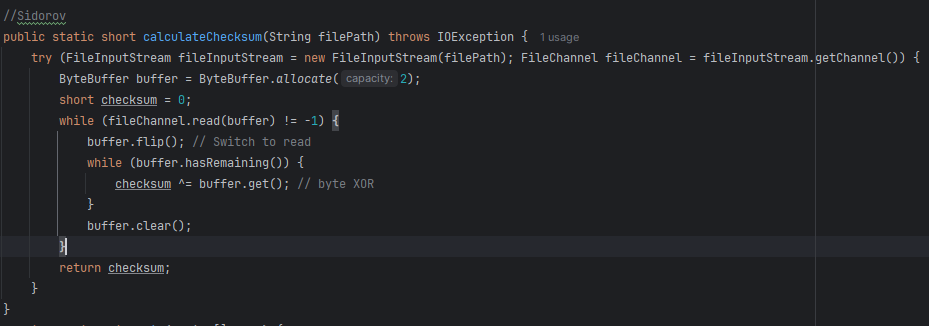 //Sidorov
public static short calculateChecksum(String filePath) throws IOException { 1 usage
try (FileInputStream fileInputStream = new FileInputStream(filePath); FileChannel fileChannel = fileInputStream.getChannel()) {
ByteBuffer buffer = ByteBuffer.allocate( capacity: 2);
short checksum = 0;
while (fileChannel.read(buffer) != -1) {
buffer.flip(); // Switch to read
while (buffer.hasRemaining()) {
checksum ^= buffer.get(); // byte XOR
}
buffer.clear();
}
return checksum;
}
}